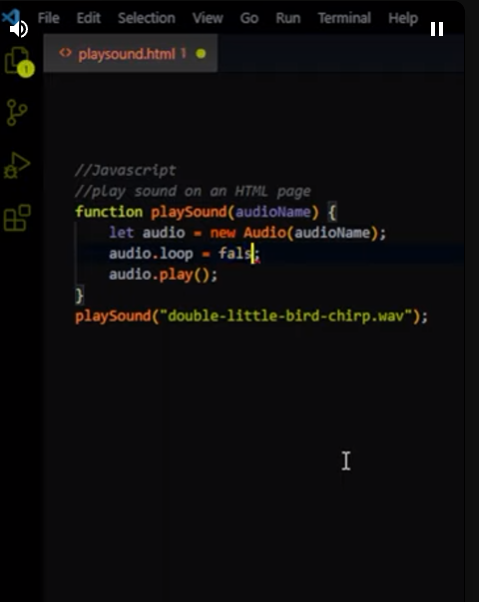 File Edit Selection View Go Run Terminal Help
<> playsound.html 1
1
//Javascript
//play sound on an HTML page
function playSound(audioName) {
let audio = new Audio(audioName);
audio.loop = fals;
audio.play();
}
playSound("double-little-bird-chirp.wav");